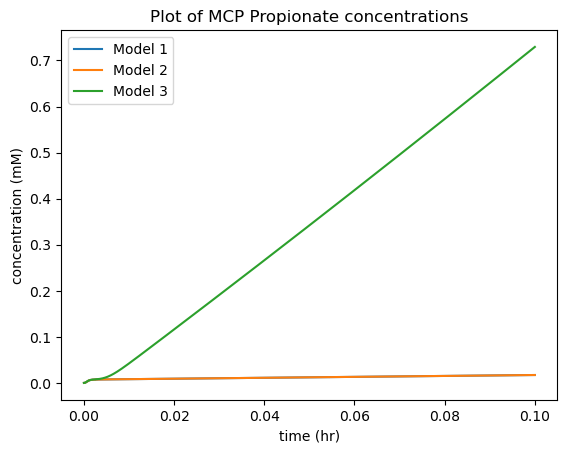 Plot of MCP Propionate concentrations
Model 1
Model 2
Model 3
0.7
0.6
0.5
0.4
0.3
0.2
0.1
0.0
concentration (mM)
0.00 0.02 0.04 0.06 0.08 0.10
time (hr)